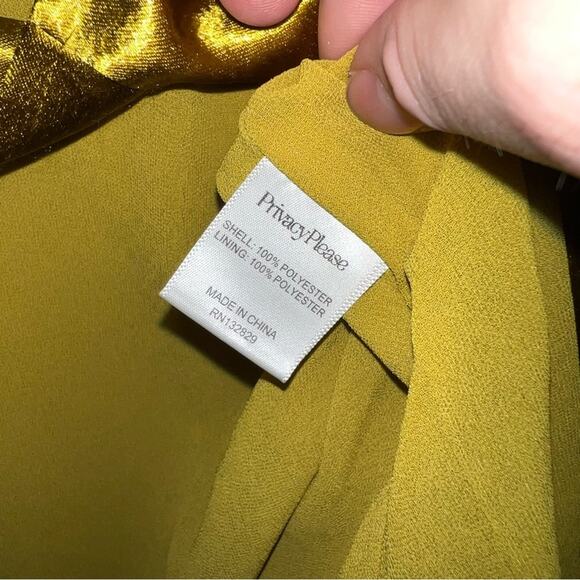 PrivacyPlease
SHELL: 100% POLYESTER
LINING: 100% POLYESTER
MADE IN CHINA
RN132829